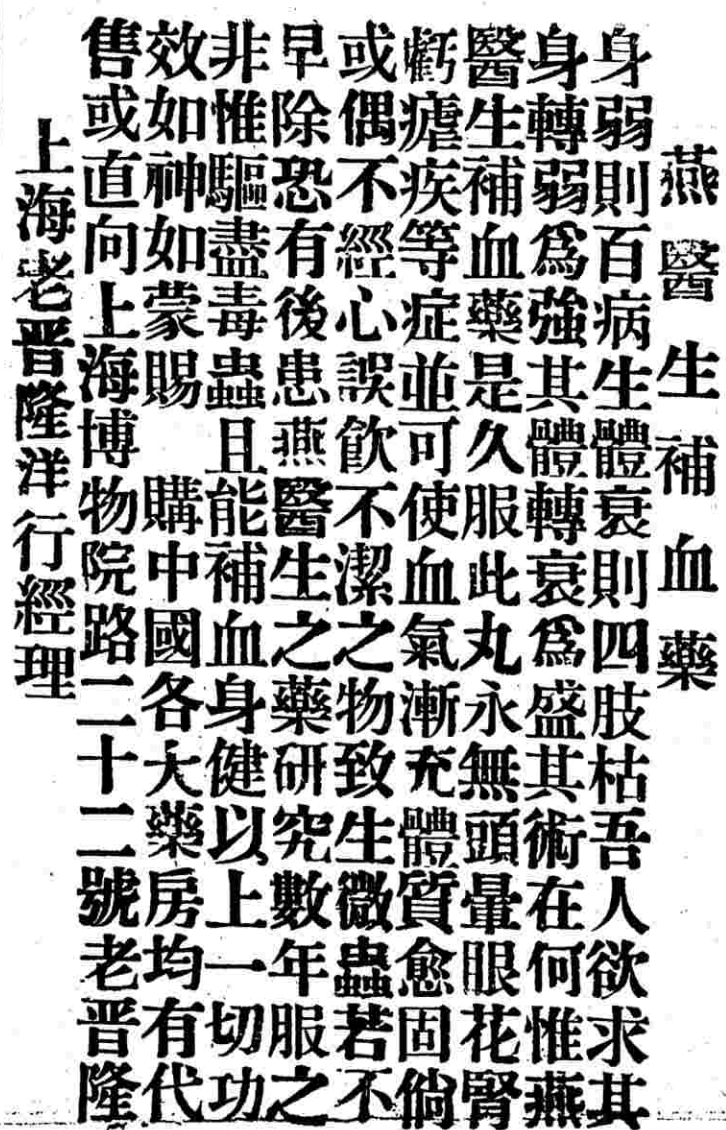 燕醫生補血藥
身弱則百病生體衰則四肢枯吾人欲求其
身轉弱爲強其體轉衰爲盛其術在何惟燕
醫生補血藥是久服此丸永無頭暈眼花腎
虧瘧疾等症並可使血氣漸充體質愈固倘
或偶不經心誤飲不潔之物致生微蟲若不
早除恐有後患燕醫生之藥研究數年服之
非惟驅盡毒蟲且能補血身健以上一切功
效如神如蒙賜　購中國各大藥房均有代
售或直向上海博物院路二十二號老晋隆
上海老晋隆洋行經理